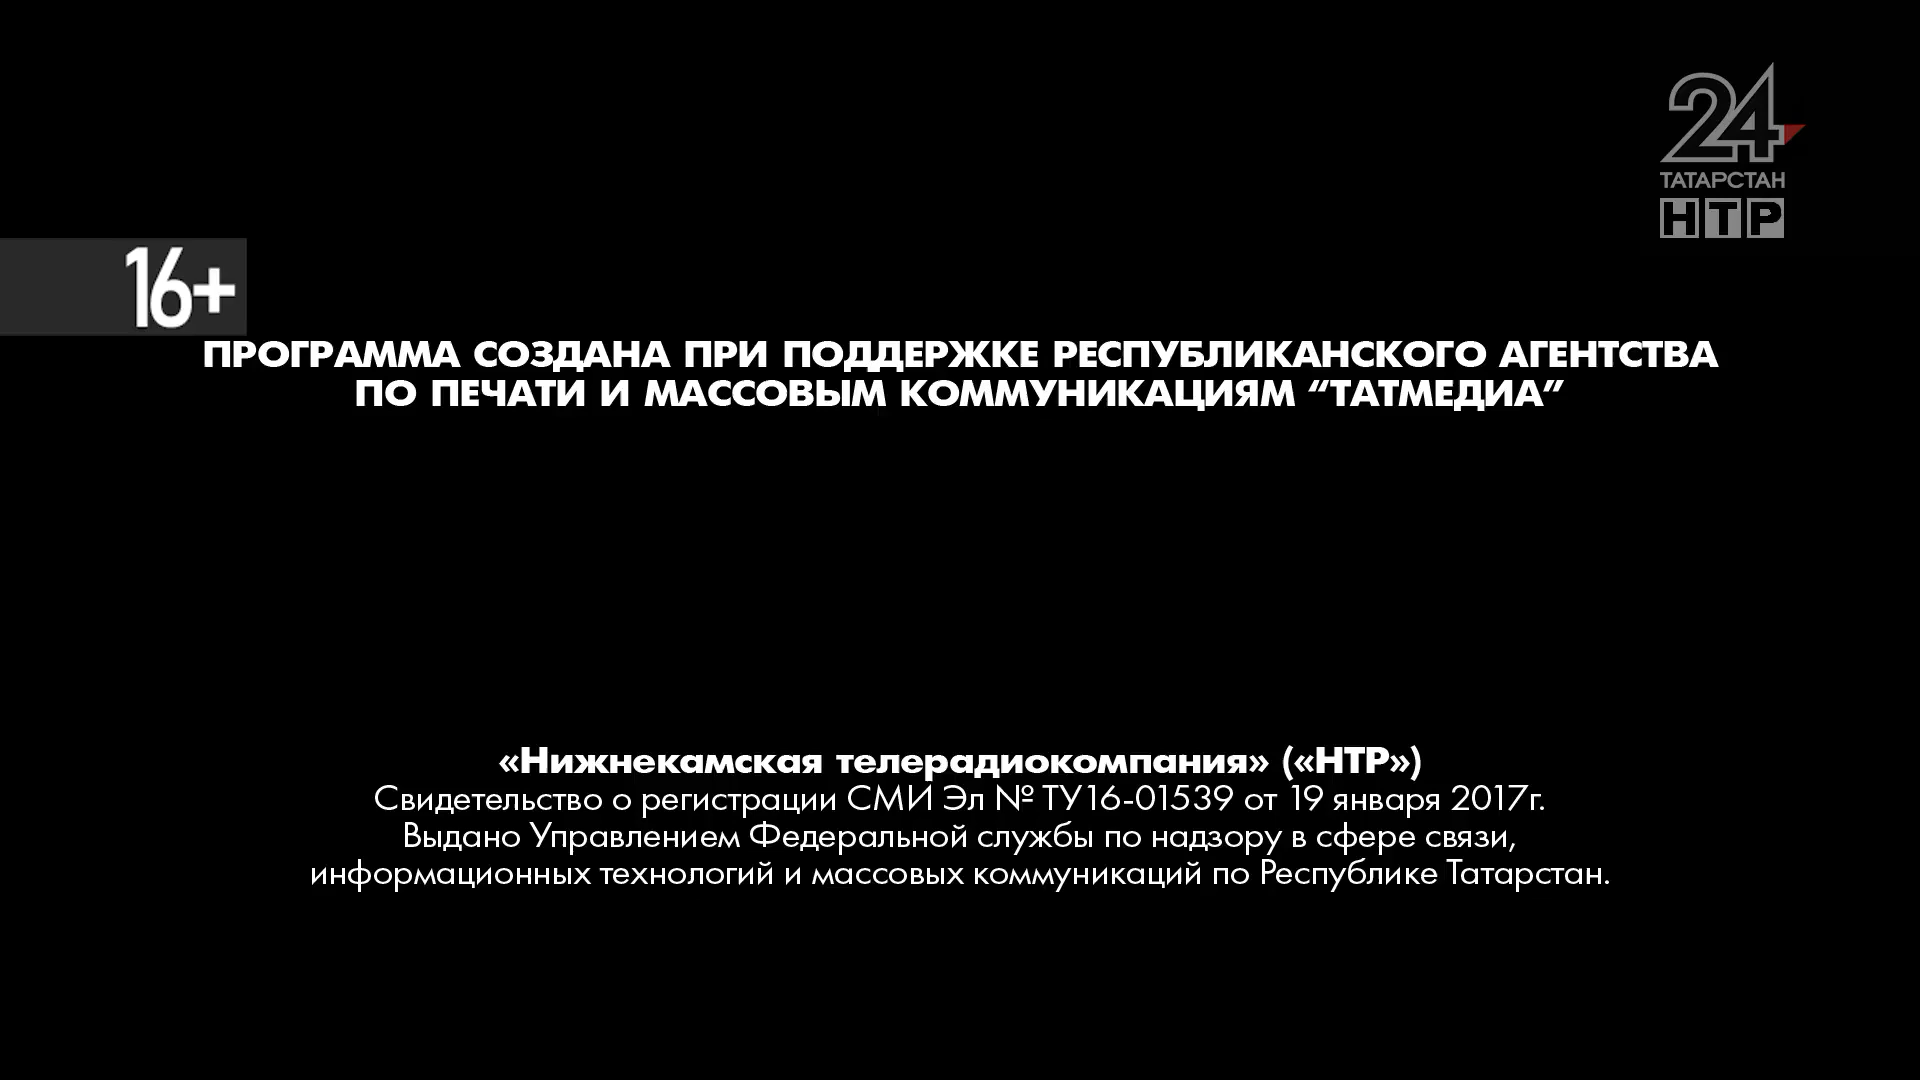 24
ТАТАРСТАН
НТР
16+
ПРОГРАММА СОЗДАНА ПРИ ПОДДЕРЖКЕ РЕСПУБЛИКАНСКОГО АГЕНТСТВА
ПО ПЕЧАТИ И МАССОВЫМ КОММУНИКАЦИЯМ “ТАТМЕДИА”
«Нижнекамская телерадиокомпания» («НТР»)
Свидетельство о регистрации СМИ Эл № ТУ16-01539 от 19 января 2017г.
Выдано Управлением Федеральной службы по надзору в сфере связи,
информационных технологий и массовых коммуникаций по Республике Татарстан.